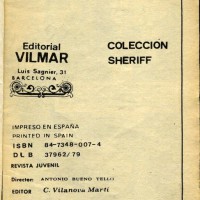 Editorial
VILMAR
Luis Sagnier, 31
BARCELONA
COLECCION
SHERIFF
IMPRESO EN ESPAÑA
PRINTED IN SPAIN
ISBN 84-7348-007-4
D L B 37962/79
REVISTA JUVENIL
Director: ANTONIO BUENO TELLO
EDITOR C. Vilanova Martí